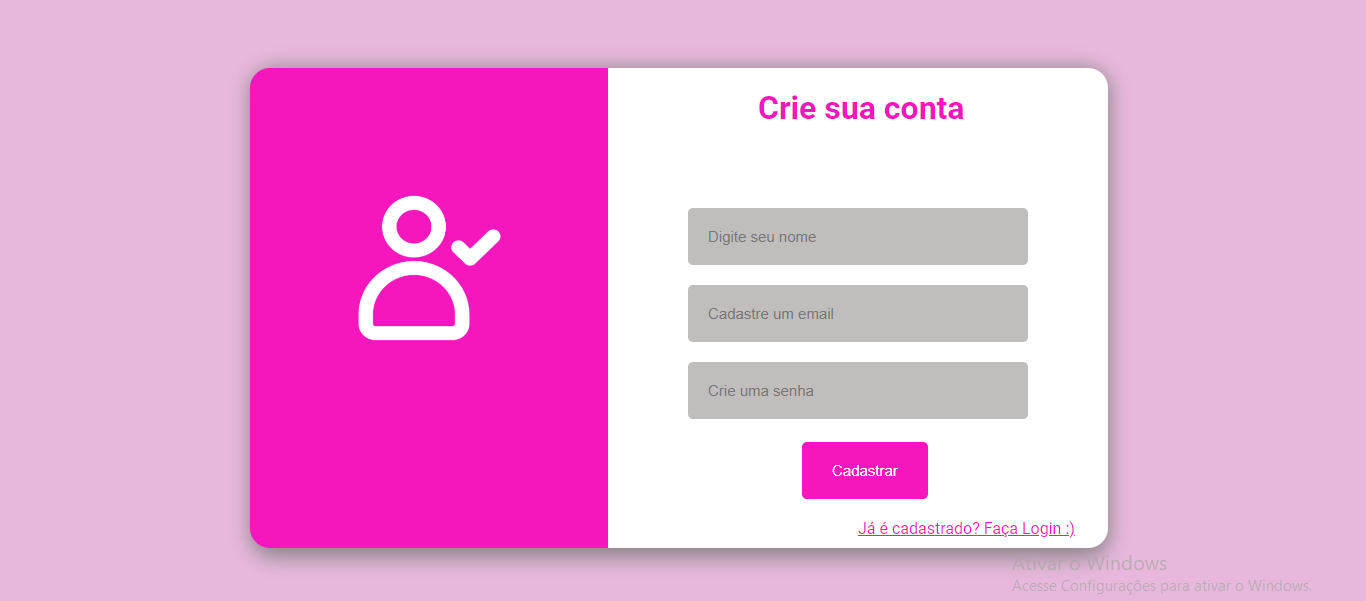 Crie sua conta
Digite seu nome
Cadastre um email
Crie uma senha
Cadastrar
Já é cadastrado? Faça Login :)
Ativar o Windows
Acesse Configurações para ativar o Windows.